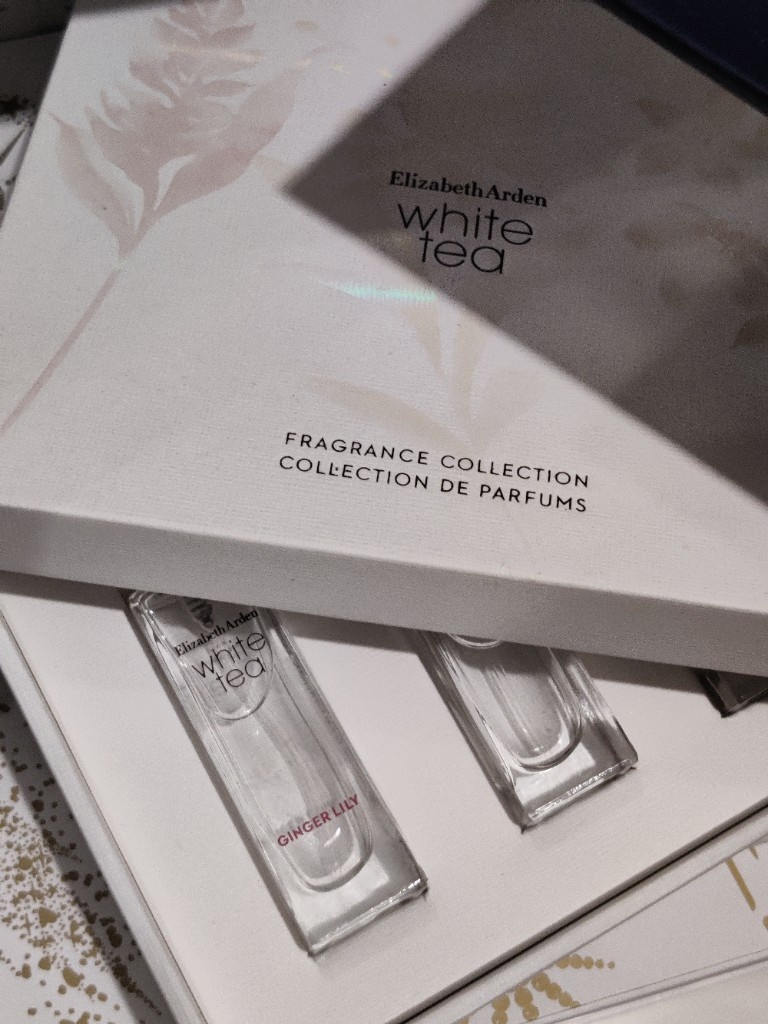 Elizabeth Arden
white
tea
FRAGRANCE COLLECTION
COLLECTION DE PARFUMS
Elizabeth Arden
white
tea
GINGER LILY